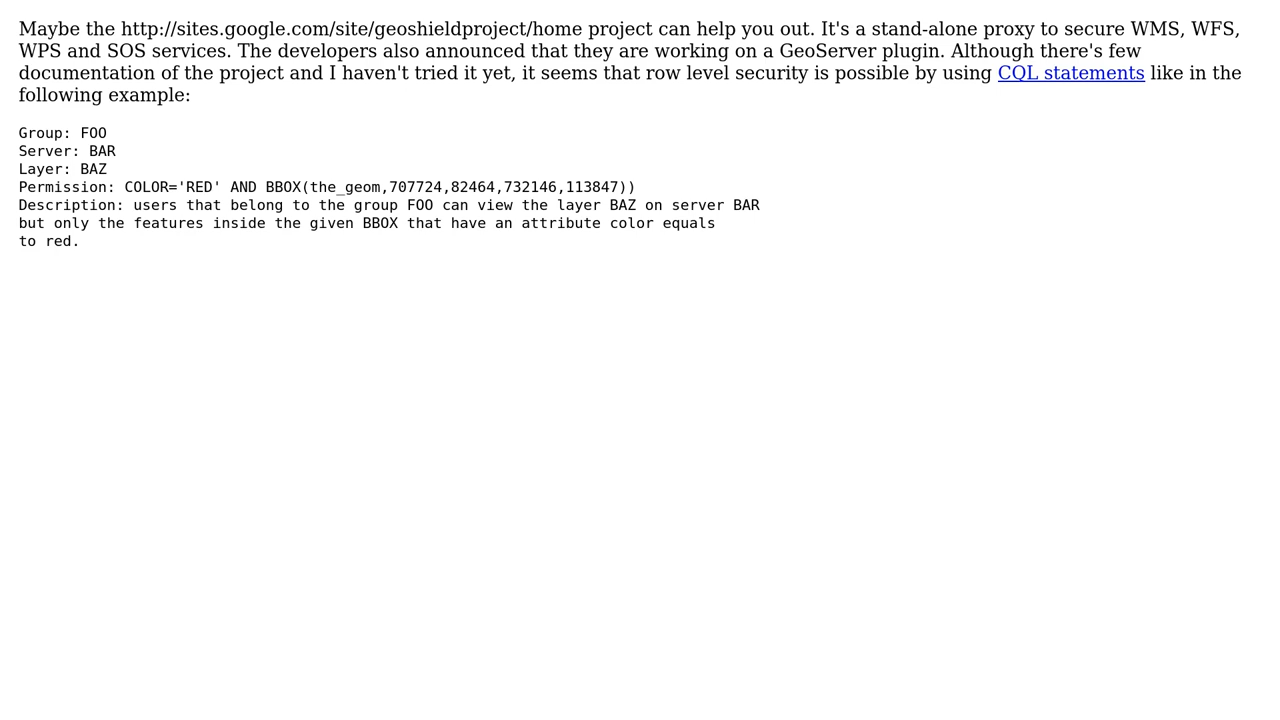 Maybe the http://sites.google.com/site/geoshieldproject/home project can help you out. It's a stand-alone proxy to secure WMS, WFS,
WPS and SOS services. The developers also announced that they are working on a GeoServer plugin. Although there's few
documentation of the project and I haven't tried it yet, it seems that row level security is possible by using CQL statements like in the
following example:
Group: FOO
Server: BAR
Layer: BAZ
Permission: COLOR='RED' AND BBOX(the_geom,707724,82464,732146,113847))
Description: users that belong to the group FOO can view the layer BAZ on server BAR
but only the features inside the given BBOX that have an attribute color equals
to red.